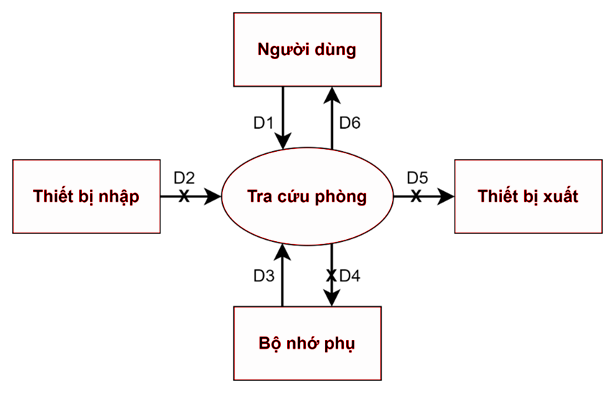 Người dùng
D1
D6
D2
D5
Thiết bị nhập
Tra cứu phòng
Thiết bị xuất
D3
D4
Bộ nhớ phụ